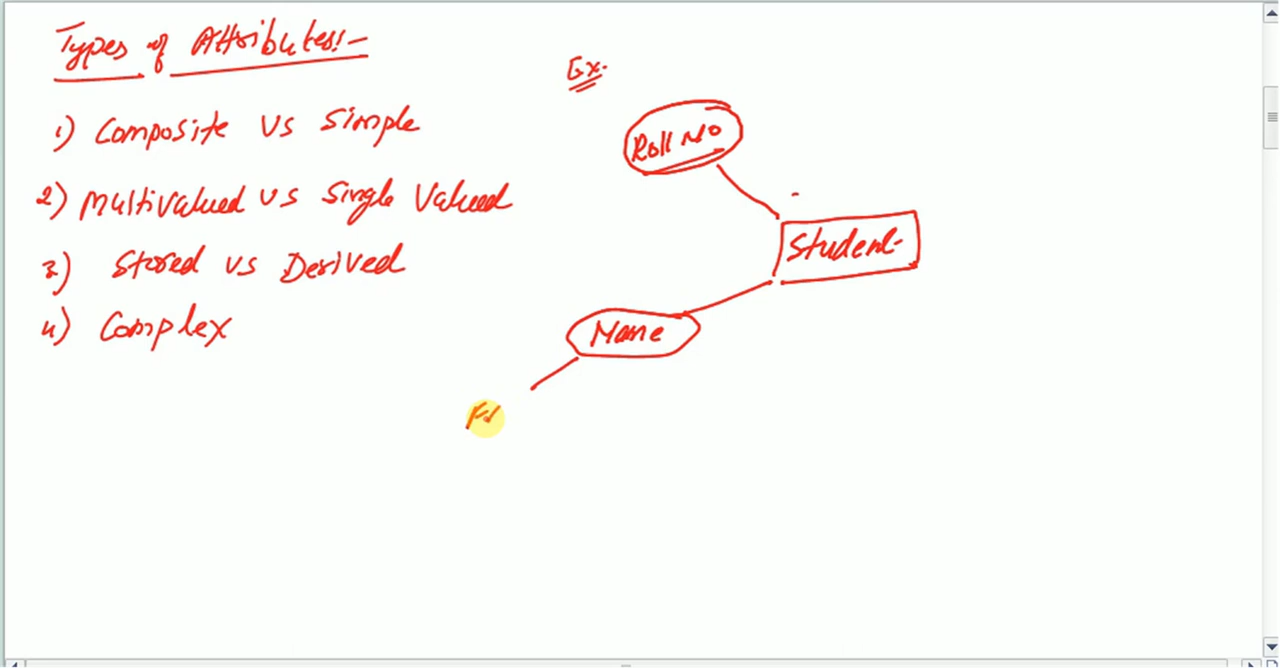 Types of Attributes:-
1) Composite vs Simple
2) Multivalued vs Single Valued
3) Stored vs Derived
4) Complex
Ex.
Roll No
Student
Name